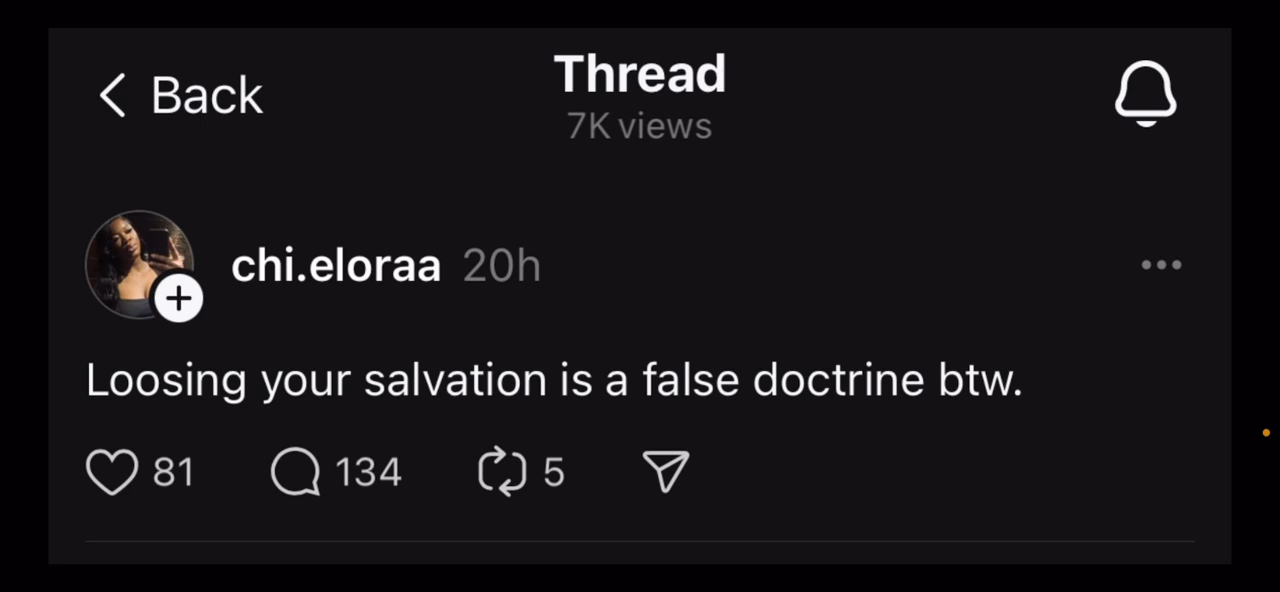 Back
Thread
7K views
chi.eloraa 20h
Loosing your salvation is a false doctrine btw.
81 134 5